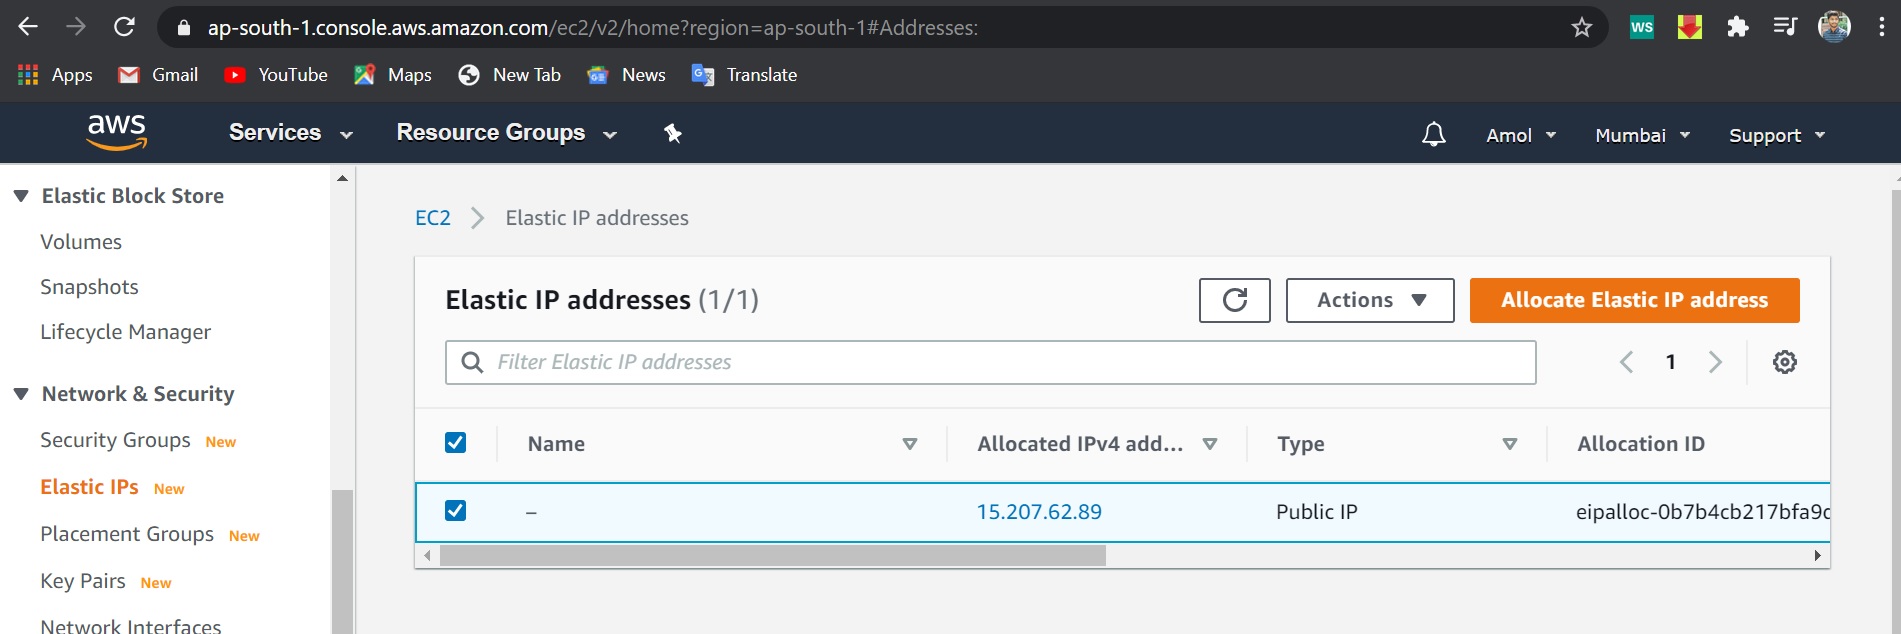 ap-south-1.console.aws.amazon.com/ec2/v2/home?region=ap-south-1#Addresses:
WS
Apps Gmail YouTube Maps New Tab News Translate
aws Services Resource Groups Amol Mumbai Support
Elastic Block Store
Volumes
Snapshots
Lifecycle Manager
Network & Security
Security Groups New
Elastic IPs New
Placement Groups New
Key Pairs New
Network Interfaces
EC2 Elastic IP addresses
Elastic IP addresses (1/1) Actions Allocate Elastic IP address
Filter Elastic IP addresses 1
Name Allocated IPv4 add... Type Allocation ID
– 15.207.62.89 Public IP eipalloc-0b7b4cb217bfa9c